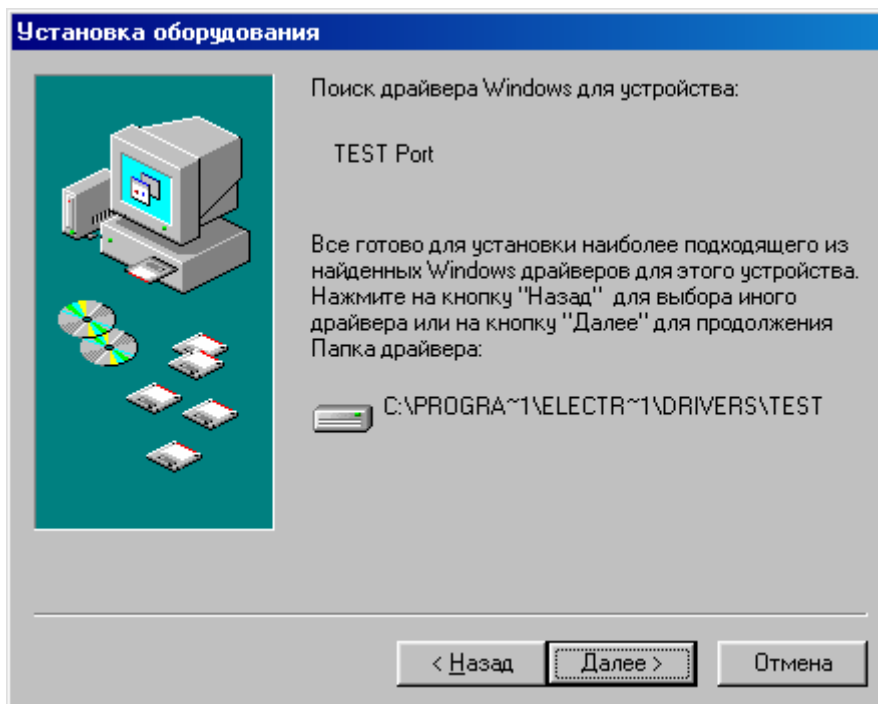 Установка оборудования
Поиск драйвера Windows для устройства:
TEST Port
Все готово для установки наиболее подходящего из
найденных Windows драйверов для этого устройства.
Нажмите на кнопку "Назад" для выбора иного
драйвера или на кнопку "Далее" для продолжения
Папка драйвера:
C:\PROGRA~1\ELECTR~1\DRIVERS\TEST
< Назад
Далее >
Отмена